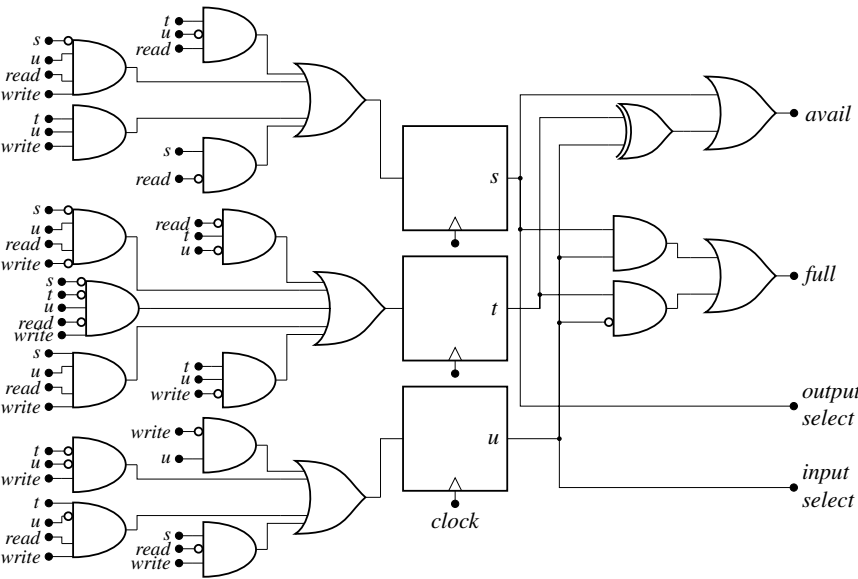 t
u
read
s
u
read
write
t
u
write
s
read
s
avail
s
u
read
write
read
t
u
s
t
u
read
write
t
full
s
u
read
write
t
u
write
output
select
write
u
u
t
u
write
input
select
t
u
read
write
s
read
write
clock